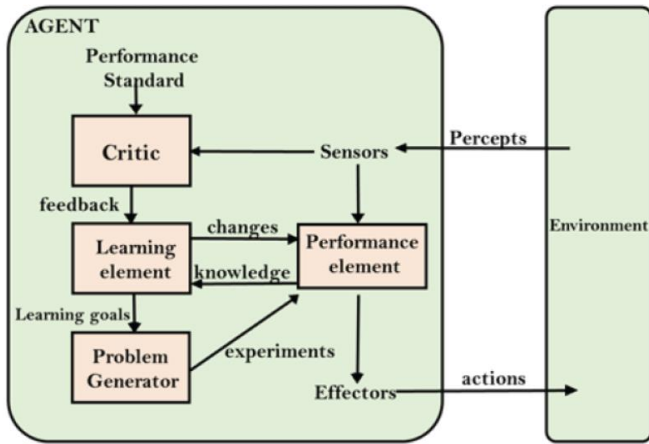 AGENT
Performance
Standard
Critic
Sensors
Percepts
feedback
changes
Learning
element
Performance
element
Environment
knowledge
Learning goals
Problem
Generator
experiments
Effectors
actions